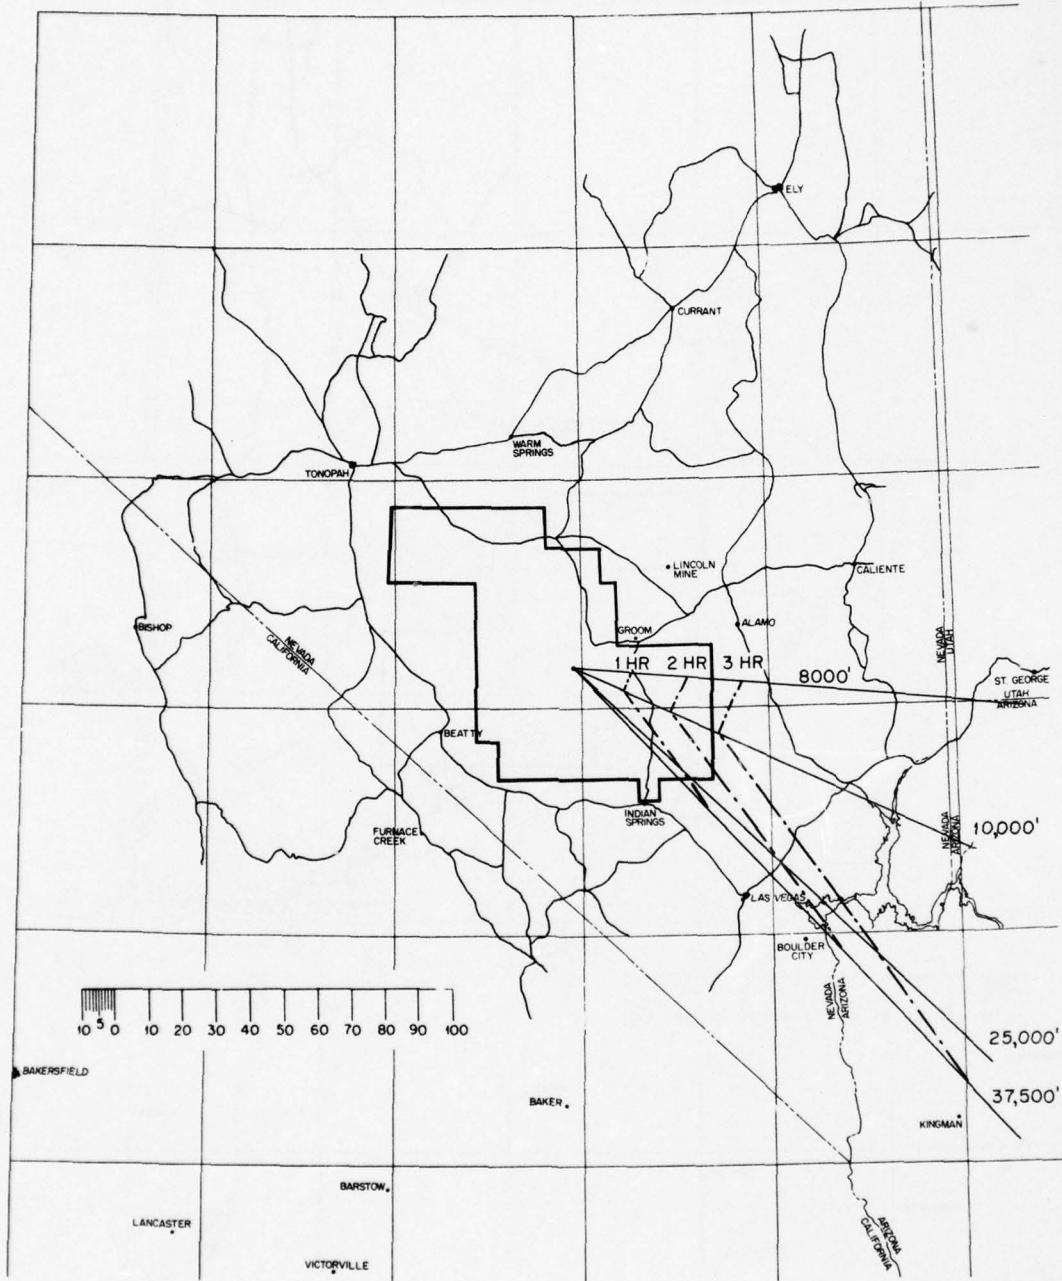 ELY
CURRANT
WARM
SPRINGS
TONOPAH
LINCOLN
MINE
CALIENTE
BISHOP
NEVADA
CALIFORNIA
GROOM
ALAMO
NEVADA
UTAH
1 HR 2 HR 3 HR
8000'
ST. GEORGE
UTAH
ARIZONA
BEATTY
INDIAN
SPRINGS
FURNACE
CREEK
NEVADA
ARIZONA
10,000'
LAS VEGAS
BOULDER
CITY
NEVADA
ARIZONA
10 5 0 10 20 30 40 50 60 70 80 90 100
25,000'
BAKERSFIELD
37,500'
BAKER
KINGMAN
BARSTOW
LANCASTER
ARIZONA
CALIFORNIA
VICTORVILLE